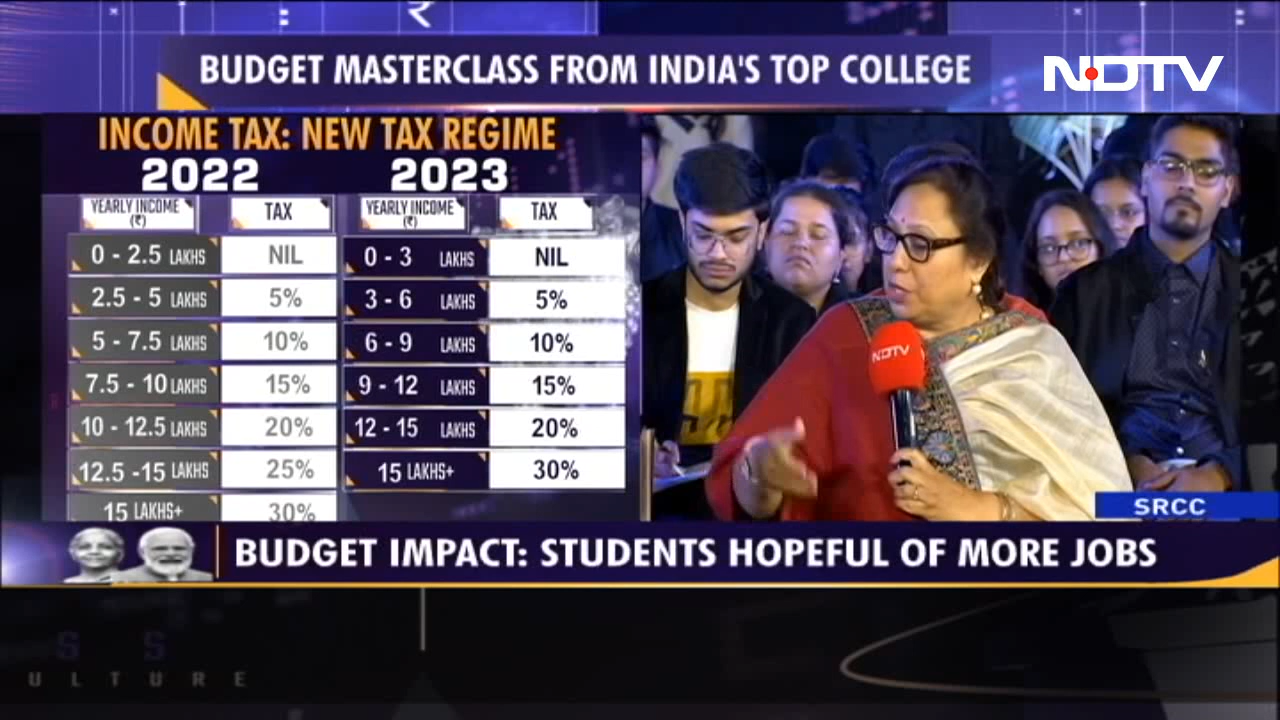 ₹
BUDGET MASTERCLASS FROM INDIA'S TOP COLLEGE
NDTV
INCOME TAX: NEW TAX REGIME
2022 2023
YEARLY INCOME (₹) TAX YEARLY INCOME (₹) TAX
0 - 2.5 LAKHS NIL 0 - 3 LAKHS NIL
2.5 - 5 LAKHS 5% 3 - 6 LAKHS 5%
5 - 7.5 LAKHS 10% 6 - 9 LAKHS 10%
7.5 - 10 LAKHS 15% 9 - 12 LAKHS 15%
10 - 12.5 LAKHS 20% 12 - 15 LAKHS 20%
12.5 -15 LAKHS 25% 15 LAKHS+ 30%
15 LAKHS+ 30%
NDTV
SRCC
BUDGET IMPACT: STUDENTS HOPEFUL OF MORE JOBS
S S
U L T U R E